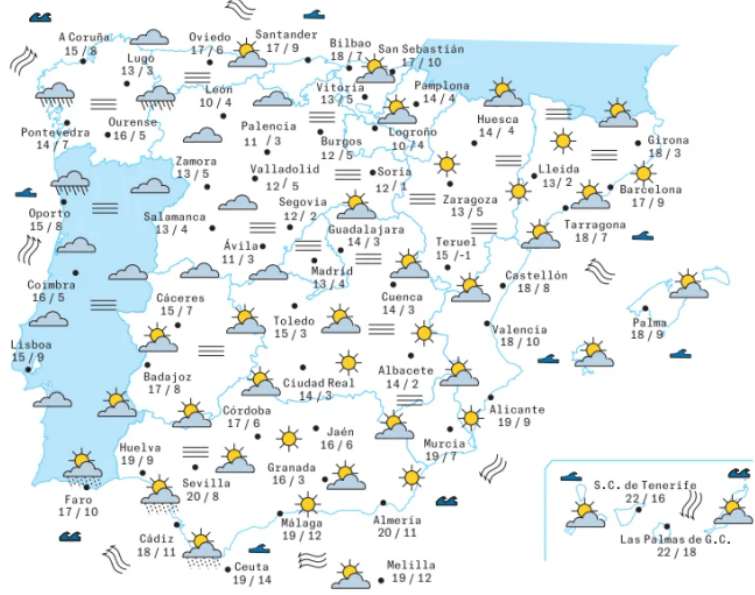 A Coruña
15 / 8
Lugo
13 / 3
Oviedo
17 / 6
Santander
17 / 9
Bilbao
18 / 7
San Sebastián
17 / 10
Vitoria
13 / 5
Pamplona
14 / 4
León
10 / 4
Pontevedra
14 / 7
Ourense
16 / 5
Palencia
11 / 3
Burgos
12 / 5
Logroño
10 / 4
Huesca
14 / 4
Girona
18 / 3
Zamora
13 / 5
Valladolid
12 / 5
Soria
12 / 1
Lleida
13 / 2
Barcelona
17 / 9
Oporto
15 / 8
Salamanca
13 / 4
Segovia
12 / 2
Zaragoza
13 / 5
Tarragona
18 / 7
Ávila
11 / 3
Guadalajara
14 / 3
Teruel
15 / -1
Madrid
13 / 4
Coimbra
16 / 5
Cáceres
15 / 7
Cuenca
14 / 3
Castellón
18 / 8
Toledo
15 / 3
Palma
18 / 9
Lisboa
15 / 9
Valencia
18 / 10
Badajoz
17 / 8
Ciudad Real
14 / 3
Albacete
14 / 2
Córdoba
17 / 6
Jaén
16 / 6
Alicante
19 / 9
Murcia
19 / 7
Huelva
19 / 9
Sevilla
20 / 8
Granada
16 / 3
Faro
17 / 10
Málaga
19 / 12
Almería
20 / 11
Cádiz
18 / 11
Ceuta
19 / 14
Melilla
19 / 12
S.C. de Tenerife
22 / 16
Las Palmas de G.C.
22 / 18